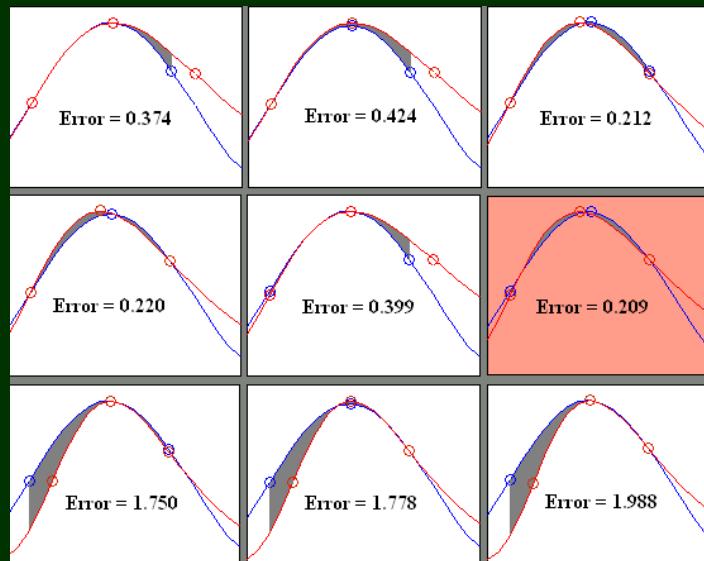 Error = 0.374
Error = 0.424
Error = 0.212
Error = 0.220
Error = 0.399
Error = 0.209
Error = 1.750
Error = 1.778
Error = 1.988